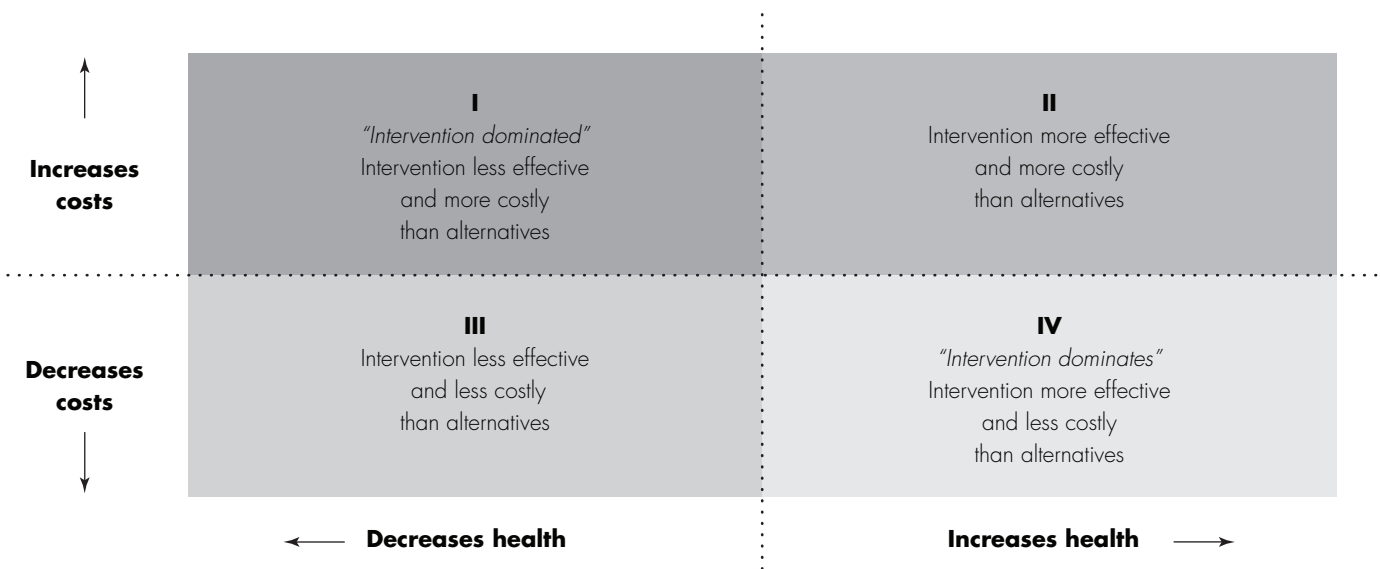 Increases
costs
I
“Intervention dominated”
Intervention less effective
and more costly
than alternatives
II
Intervention more effective
and more costly
than alternatives
Decreases
costs
III
Intervention less effective
and less costly
than alternatives
IV
“Intervention dominates”
Intervention more effective
and less costly
than alternatives
Decreases health
Increases health